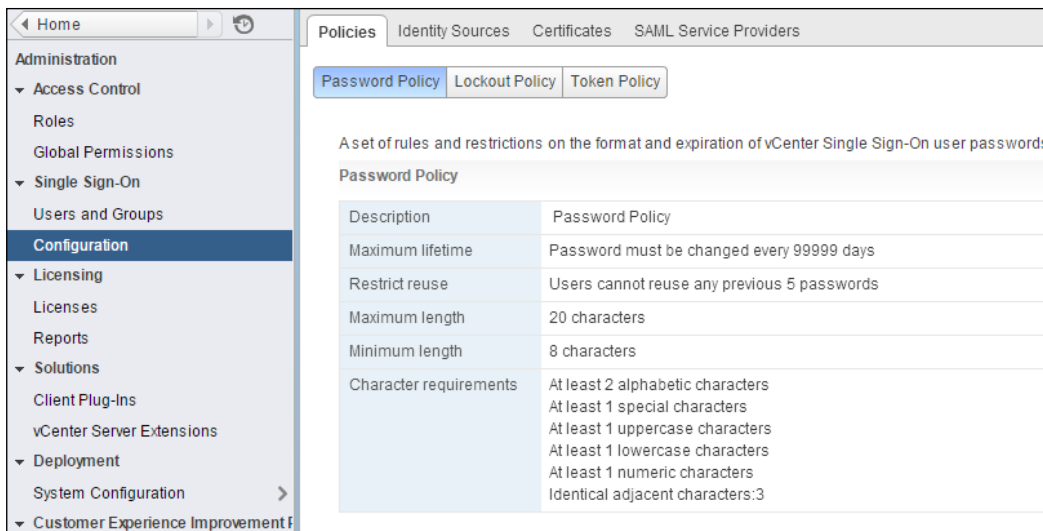 Home
Administration
Access Control
Roles
Global Permissions
Single Sign-On
Users and Groups
Configuration
Licensing
Licenses
Reports
Solutions
Client Plug-Ins
vCenter Server Extensions
Deployment
System Configuration
Customer Experience Improvement
Policies Identity Sources Certificates SAML Service Providers
Password Policy Lockout Policy Token Policy
A set of rules and restrictions on the format and expiration of vCenter Single Sign-On user passwords
Password Policy
Description Password Policy
Maximum lifetime Password must be changed every 99999 days
Restrict reuse Users cannot reuse any previous 5 passwords
Maximum length 20 characters
Minimum length 8 characters
Character requirements At least 2 alphabetic characters
At least 1 special characters
At least 1 uppercase characters
At least 1 lowercase characters
At least 1 numeric characters
Identical adjacent characters:3